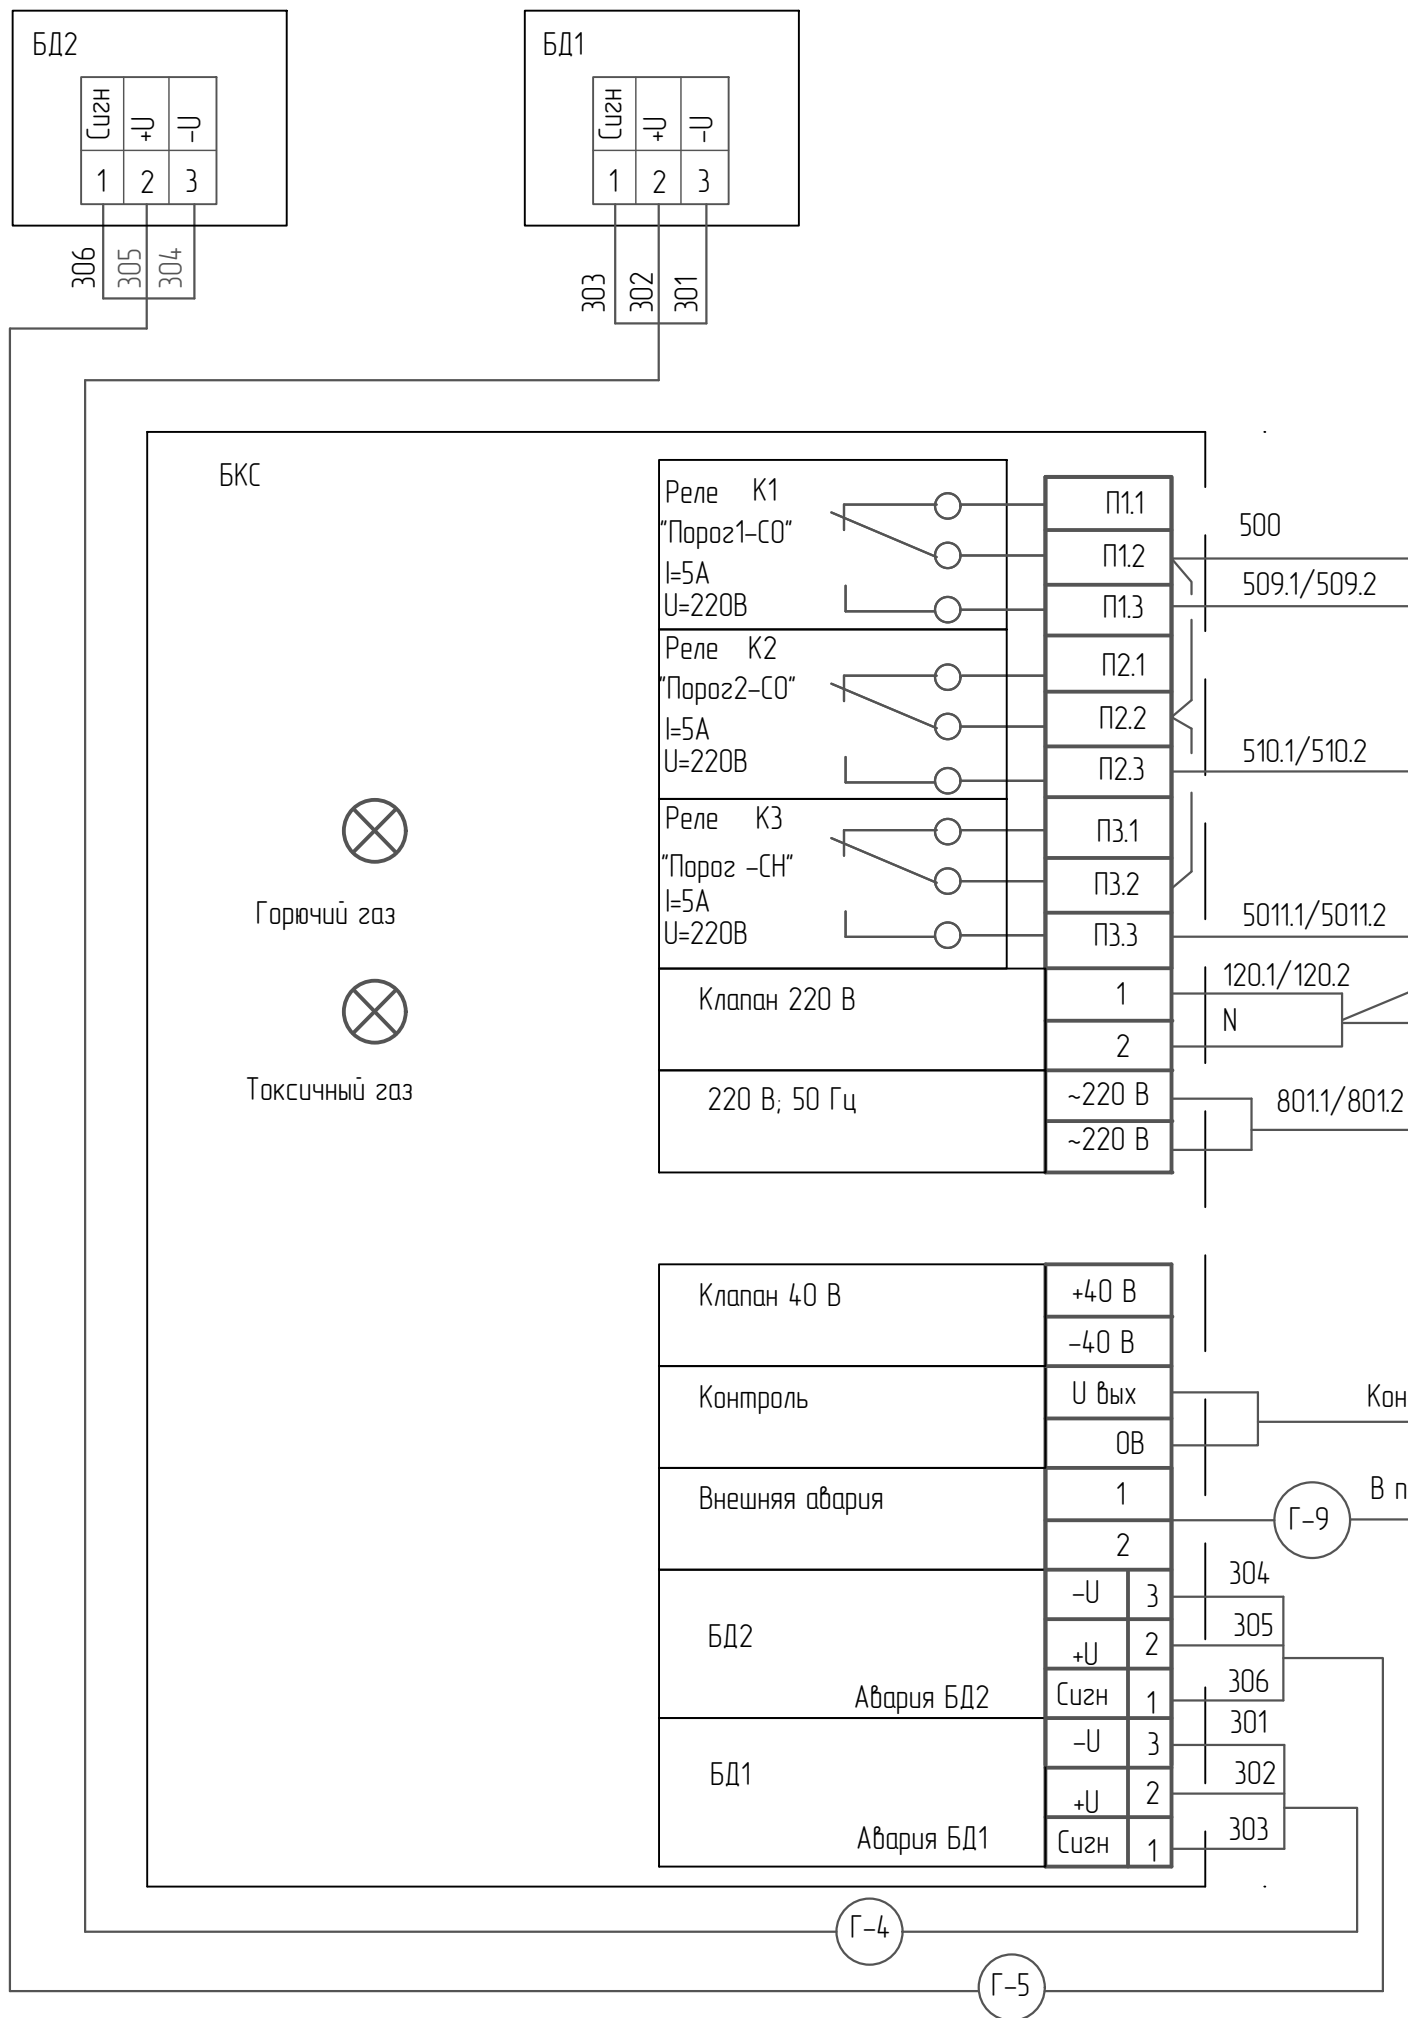 БД2
Сигн
+U
-U
1
2
3
306
305
304
БД1
Сигн
+U
-U
1
2
3
303
302
301
БКС
Реле К1
"Порог1-СО"
I=5А
U=220В
П1.1
П1.2
П1.3
500
509.1/509.2
Реле К2
"Порог2-СО"
I=5А
U=220В
П2.1
П2.2
П2.3
510.1/510.2
Реле К3
"Порог -СН"
I=5А
U=220В
П3.1
П3.2
П3.3
5011.1/5011.2
Горючий газ
Токсичный газ
Клапан 220 В
1
2
120.1/120.2
N
220 В; 50 Гц
~220 В
~220 В
801.1/801.2
Клапан 40 В
+40 В
-40 В
Контроль
U вых
0В
Кон
Внешняя авария
1
2
Г-9
В п
БД2
Авария БД2
-U 3
+U 2
Сигн 1
304
305
306
БД1
Авария БД1
-U 3
+U 2
Сигн 1
301
302
303
Г-4
Г-5